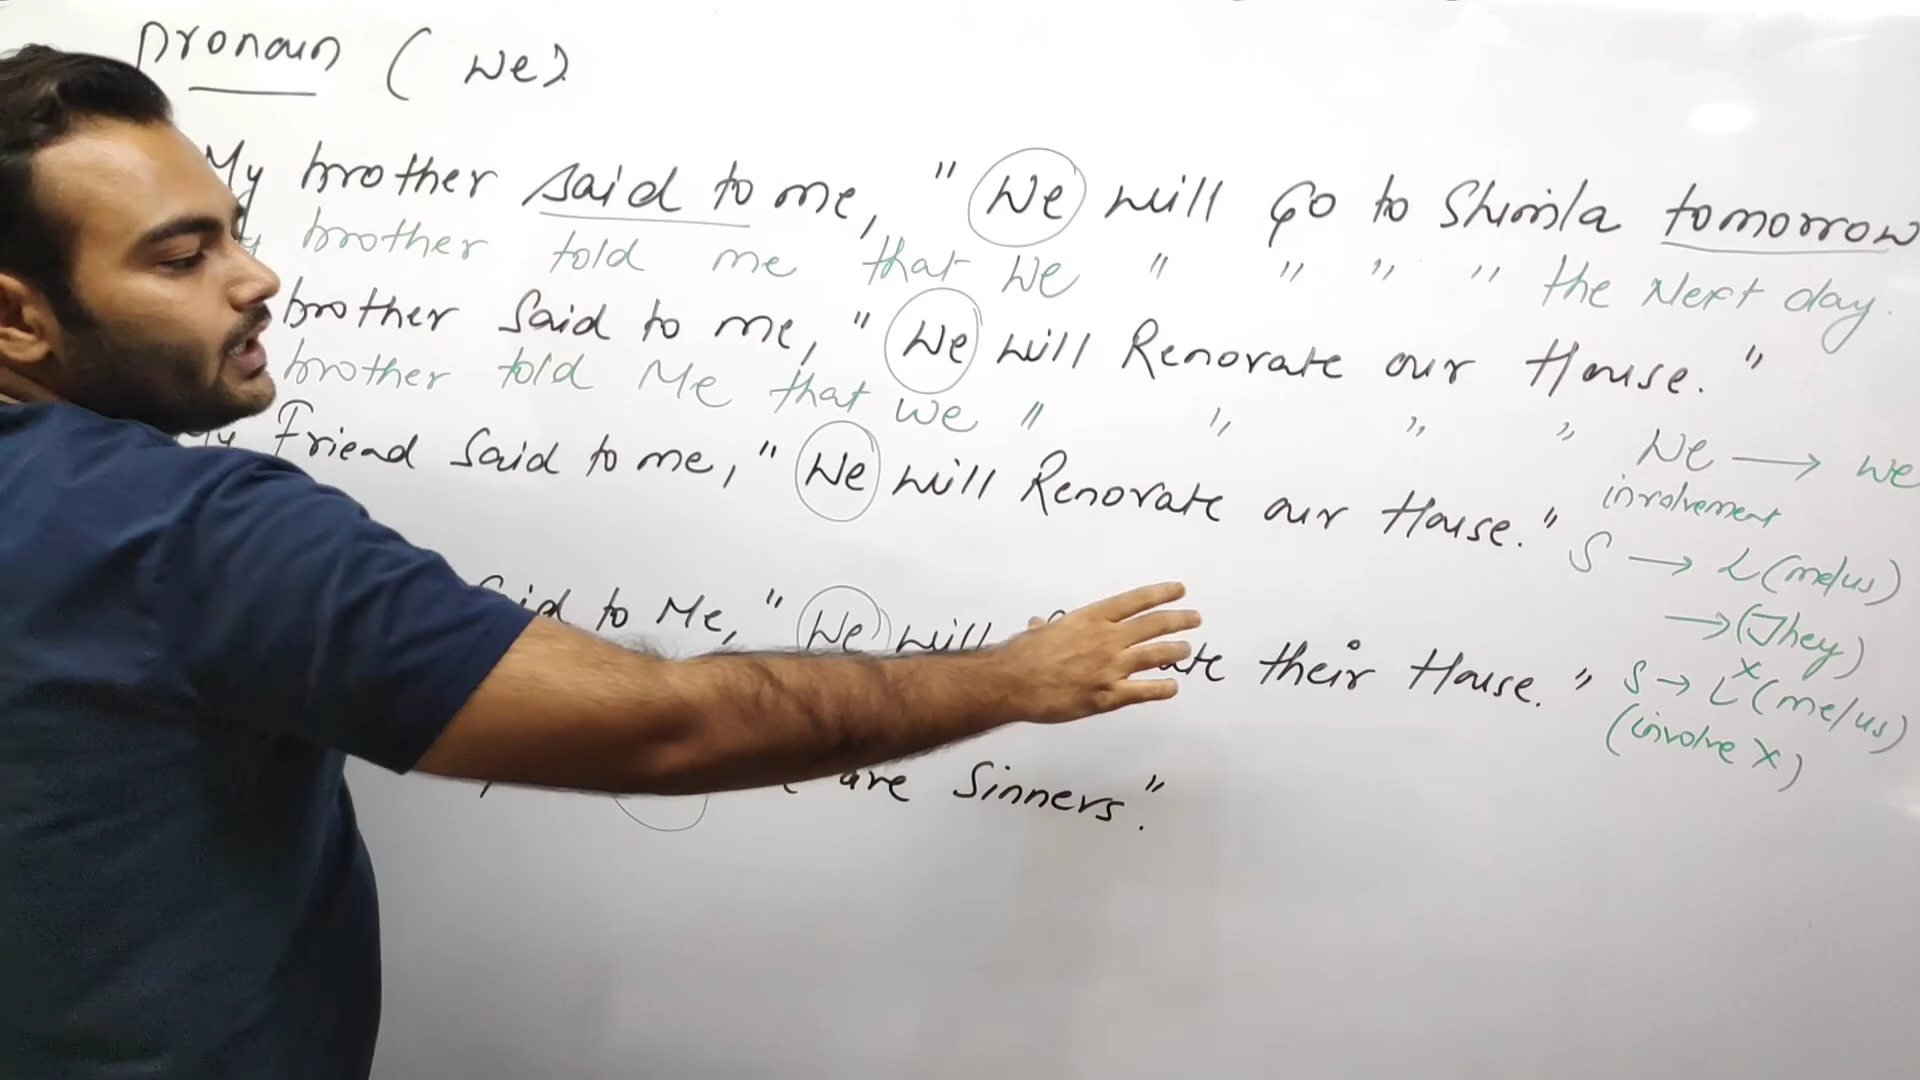 pronoun ( we )
My brother said to me, " We will Go to Shimla tomorrow
brother told me that we " " " " the Next day.
brother Said to me, " We will Renovate our House. "
brother told Me that we " " " "
We → we
involvement
My Friend Said to me, " We will Renovate our House. "
S → L (me/us)
→ (They)
Said to Me, " We will their House. "
S → L x (me/us)
(involve X)
are Sinners ".